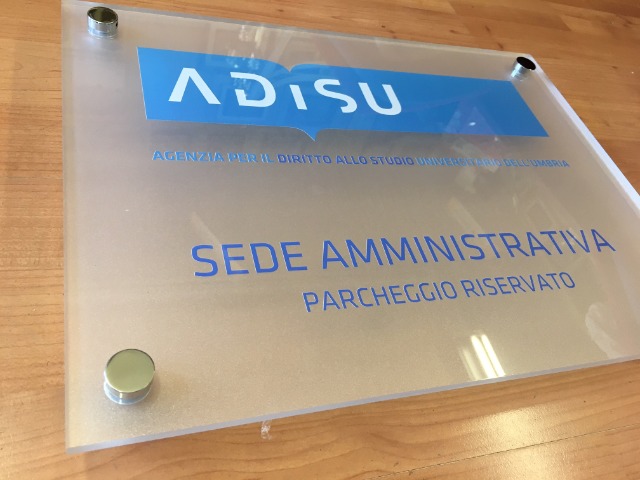 ADISU
AGENZIA PER IL DIRITTO ALLO STUDIO UNIVERSITARIO DELL'UMBRIA
SEDE AMMINISTRATIVA
PARCHEGGIO RISERVATO